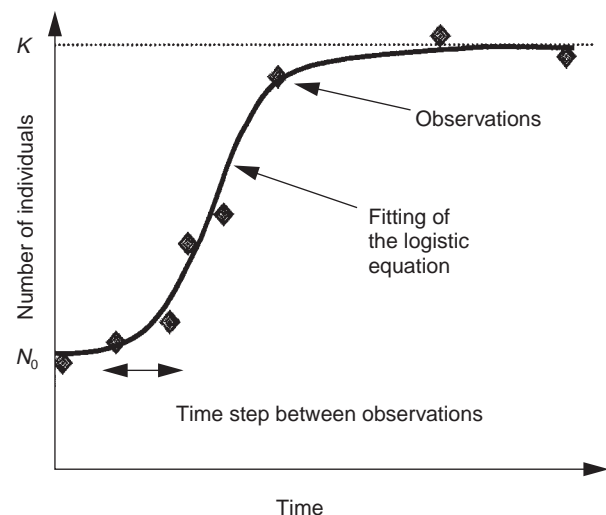 K
Number of individuals
Observations
Fitting of
the logistic
equation
N0
Time step between observations
Time